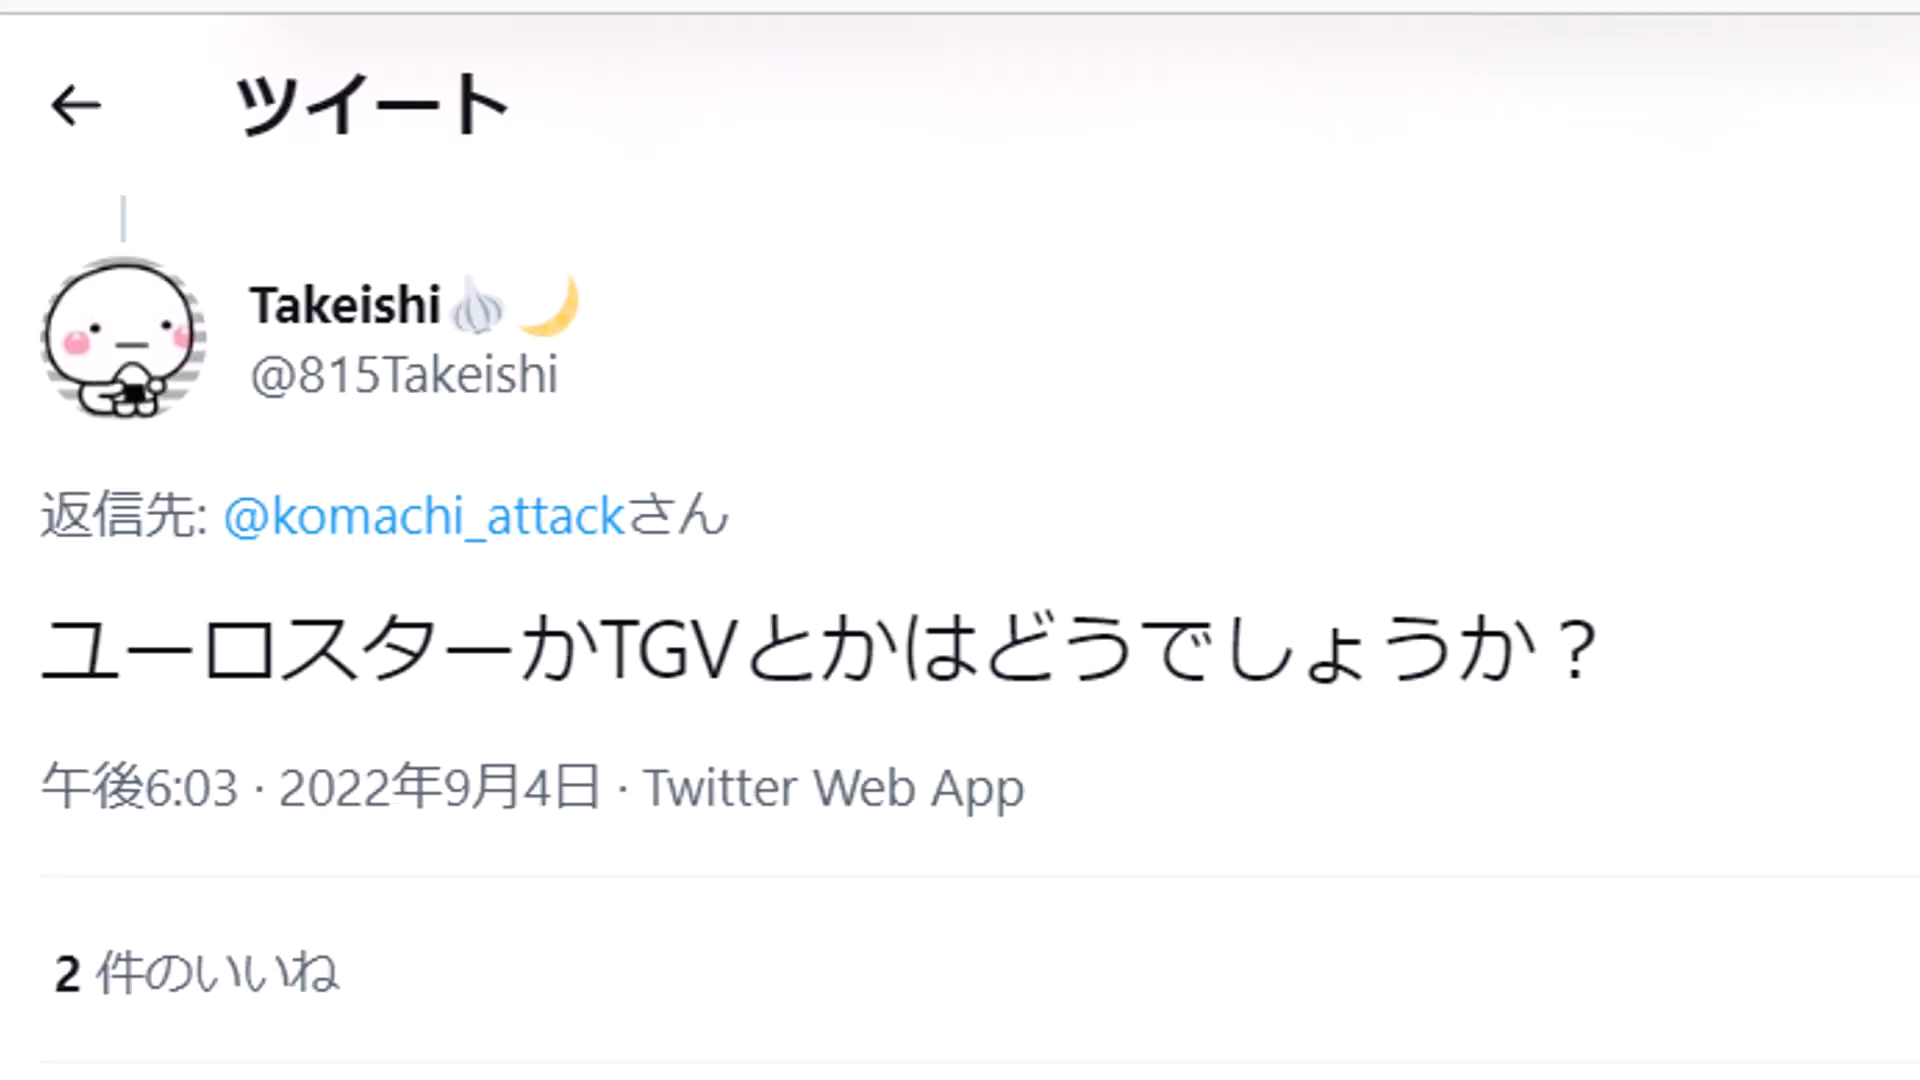 ツイート
Takeishi🧄🌙
@815Takeishi
返信先: @komachi_attackさん
ユーロスターかTGVとかはどうでしょうか？
午後6:03 · 2022年9月4日 · Twitter Web App
2 件のいいね